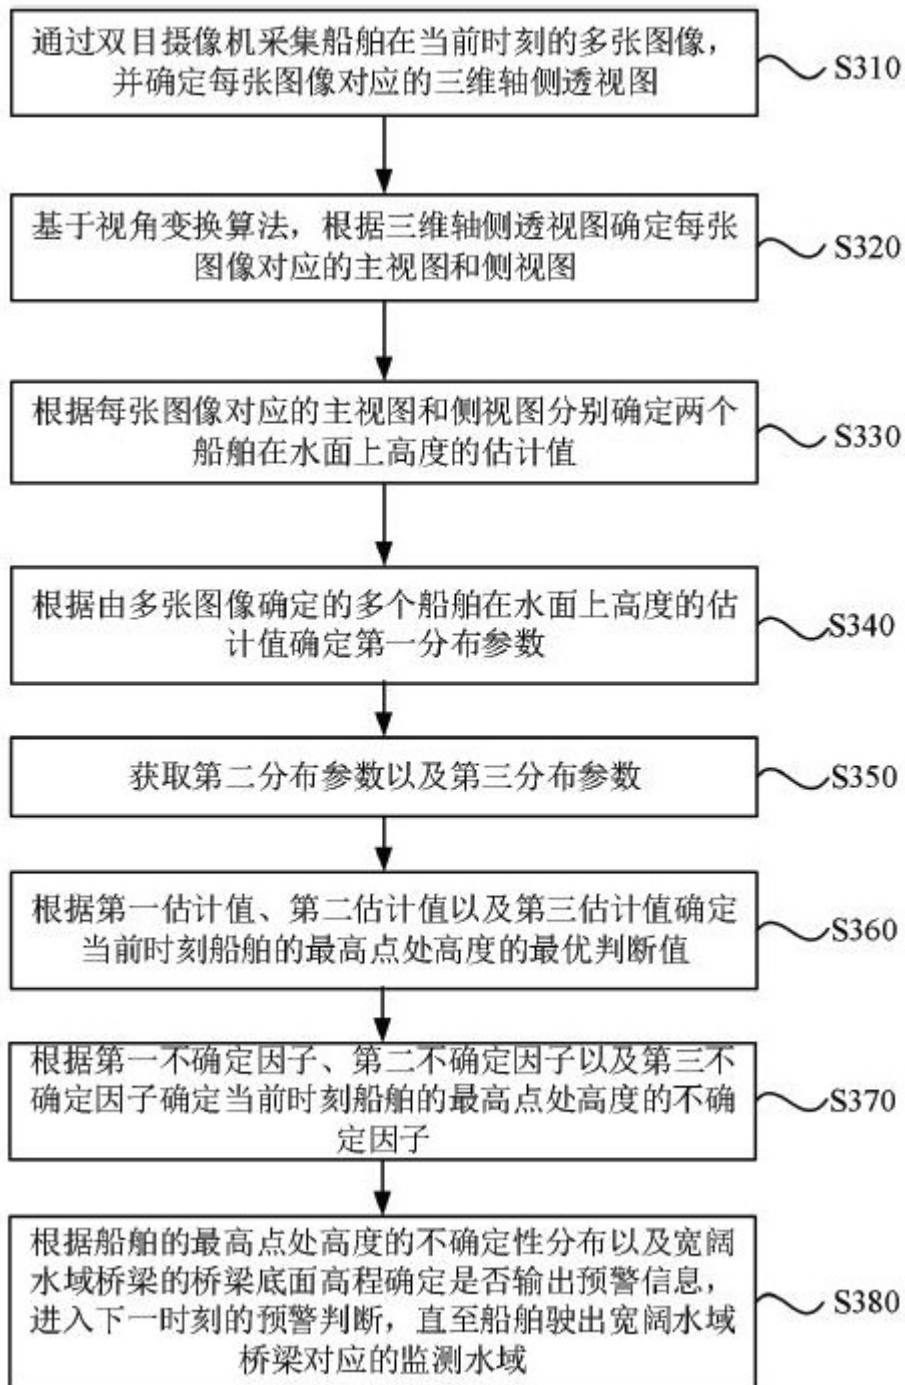 通过双目摄像机采集船舶在当前时刻的多张图像，
并确定每张图像对应的三维轴侧透视图
S310
基于视角变换算法，根据三维轴侧透视图确定每张
图像对应的主视图和侧视图
S320
根据每张图像对应的主视图和侧视图分别确定两个
船舶在水面上高度的估计值
S330
根据由多张图像确定的多个船舶在水面上高度的估
计值确定第一分布参数
S340
获取第二分布参数以及第三分布参数
S350
根据第一估计值、第二估计值以及第三估计值确定
当前时刻船舶的最高点处高度的最优判断值
S360
根据第一不确定因子、第二不确定因子以及第三不
确定因子确定当前时刻船舶的最高点处高度的不确
定因子
S370
根据船舶的最高点处高度的不确定性分布以及宽阔
水域桥梁的桥梁底面高程确定是否输出预警信息，
进入下一时刻的预警判断，直至船舶驶出宽阔水域
桥梁对应的监测水域
S380